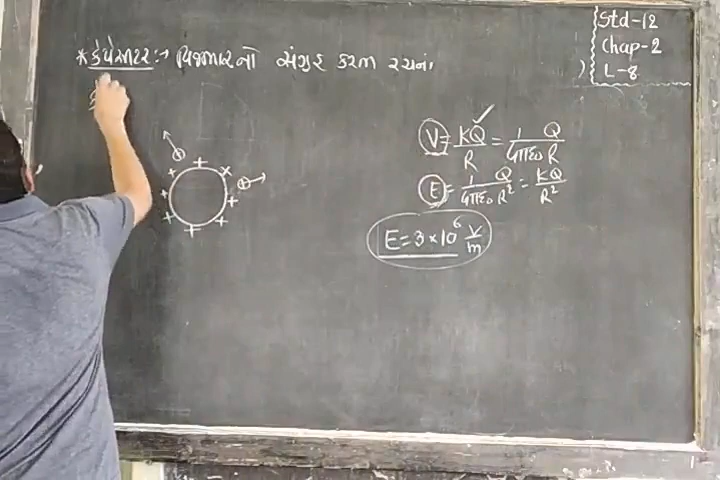 * કેપેસીટર :→ વિજભારનો સંગ્રહ કરતી રચના.
Std-12
Chap-2
L-8
V = KQ/R = 1/4πε₀ Q/R
E = 1/4πε₀ Q/R² = KQ/R²
E = 3×10⁶ V/m